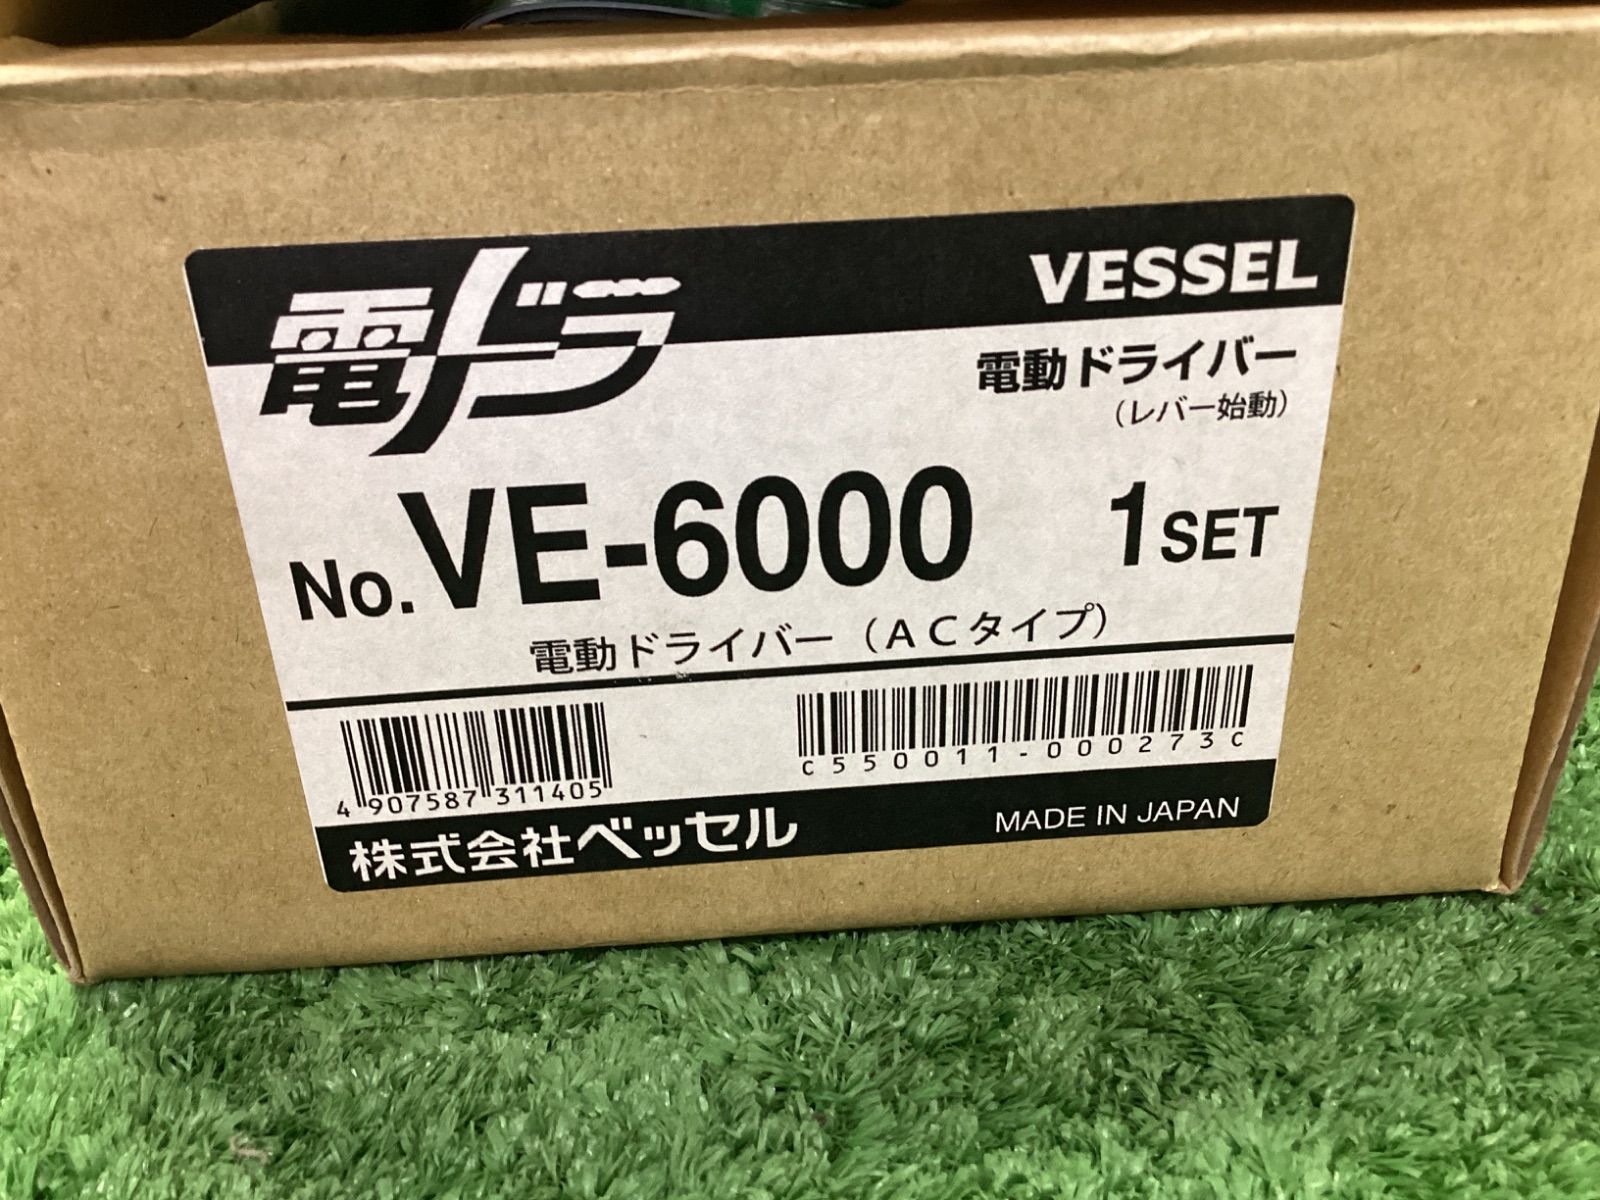 電ドラ
VESSEL
電動ドライバー
（レバー始動）
No. VE-6000 1SET
電動ドライバー（ACタイプ）
4 907587 311405
C550011-000273C
株式会社ベッセル
MADE IN JAPAN